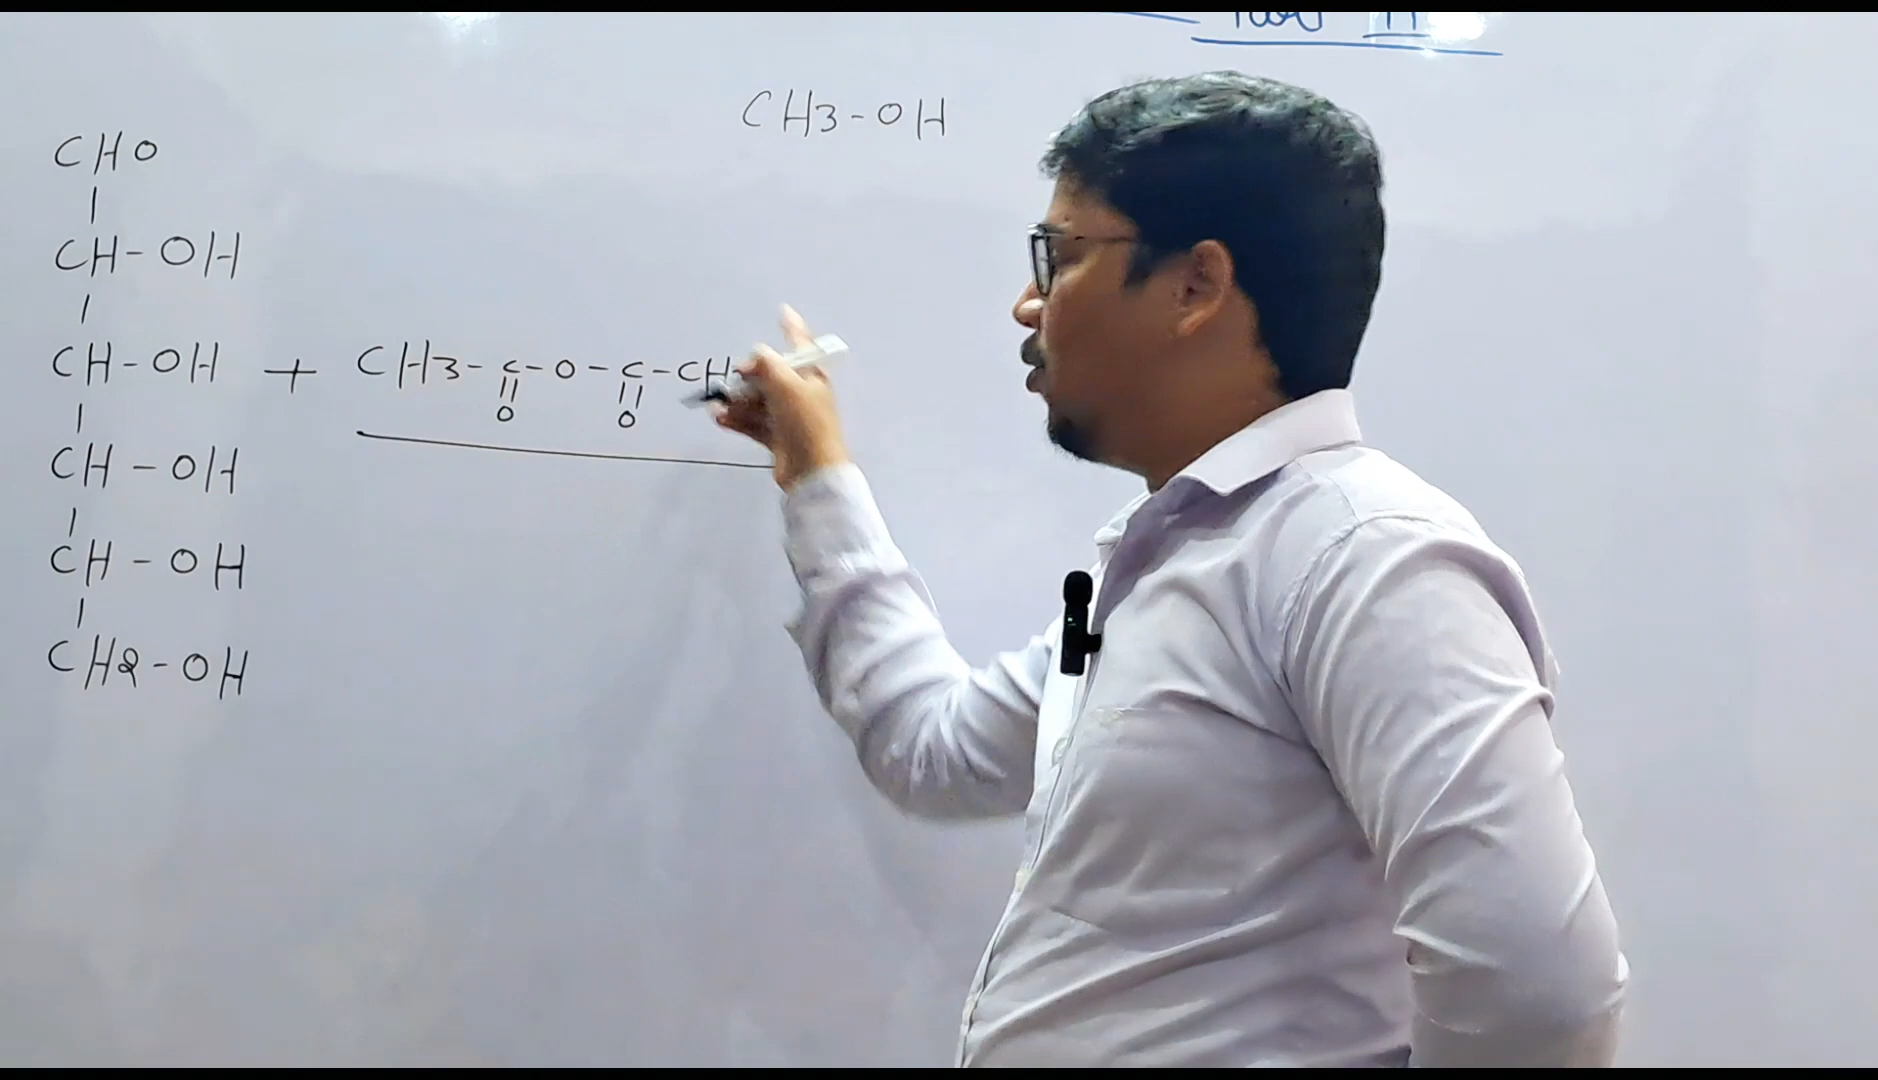 CH3-OH
CHO
|
CH-OH
|
CH-OH + CH3-C-O-C-CH
|| ||
O O
|
CH-OH
|
CH-OH
|
CH2-OH